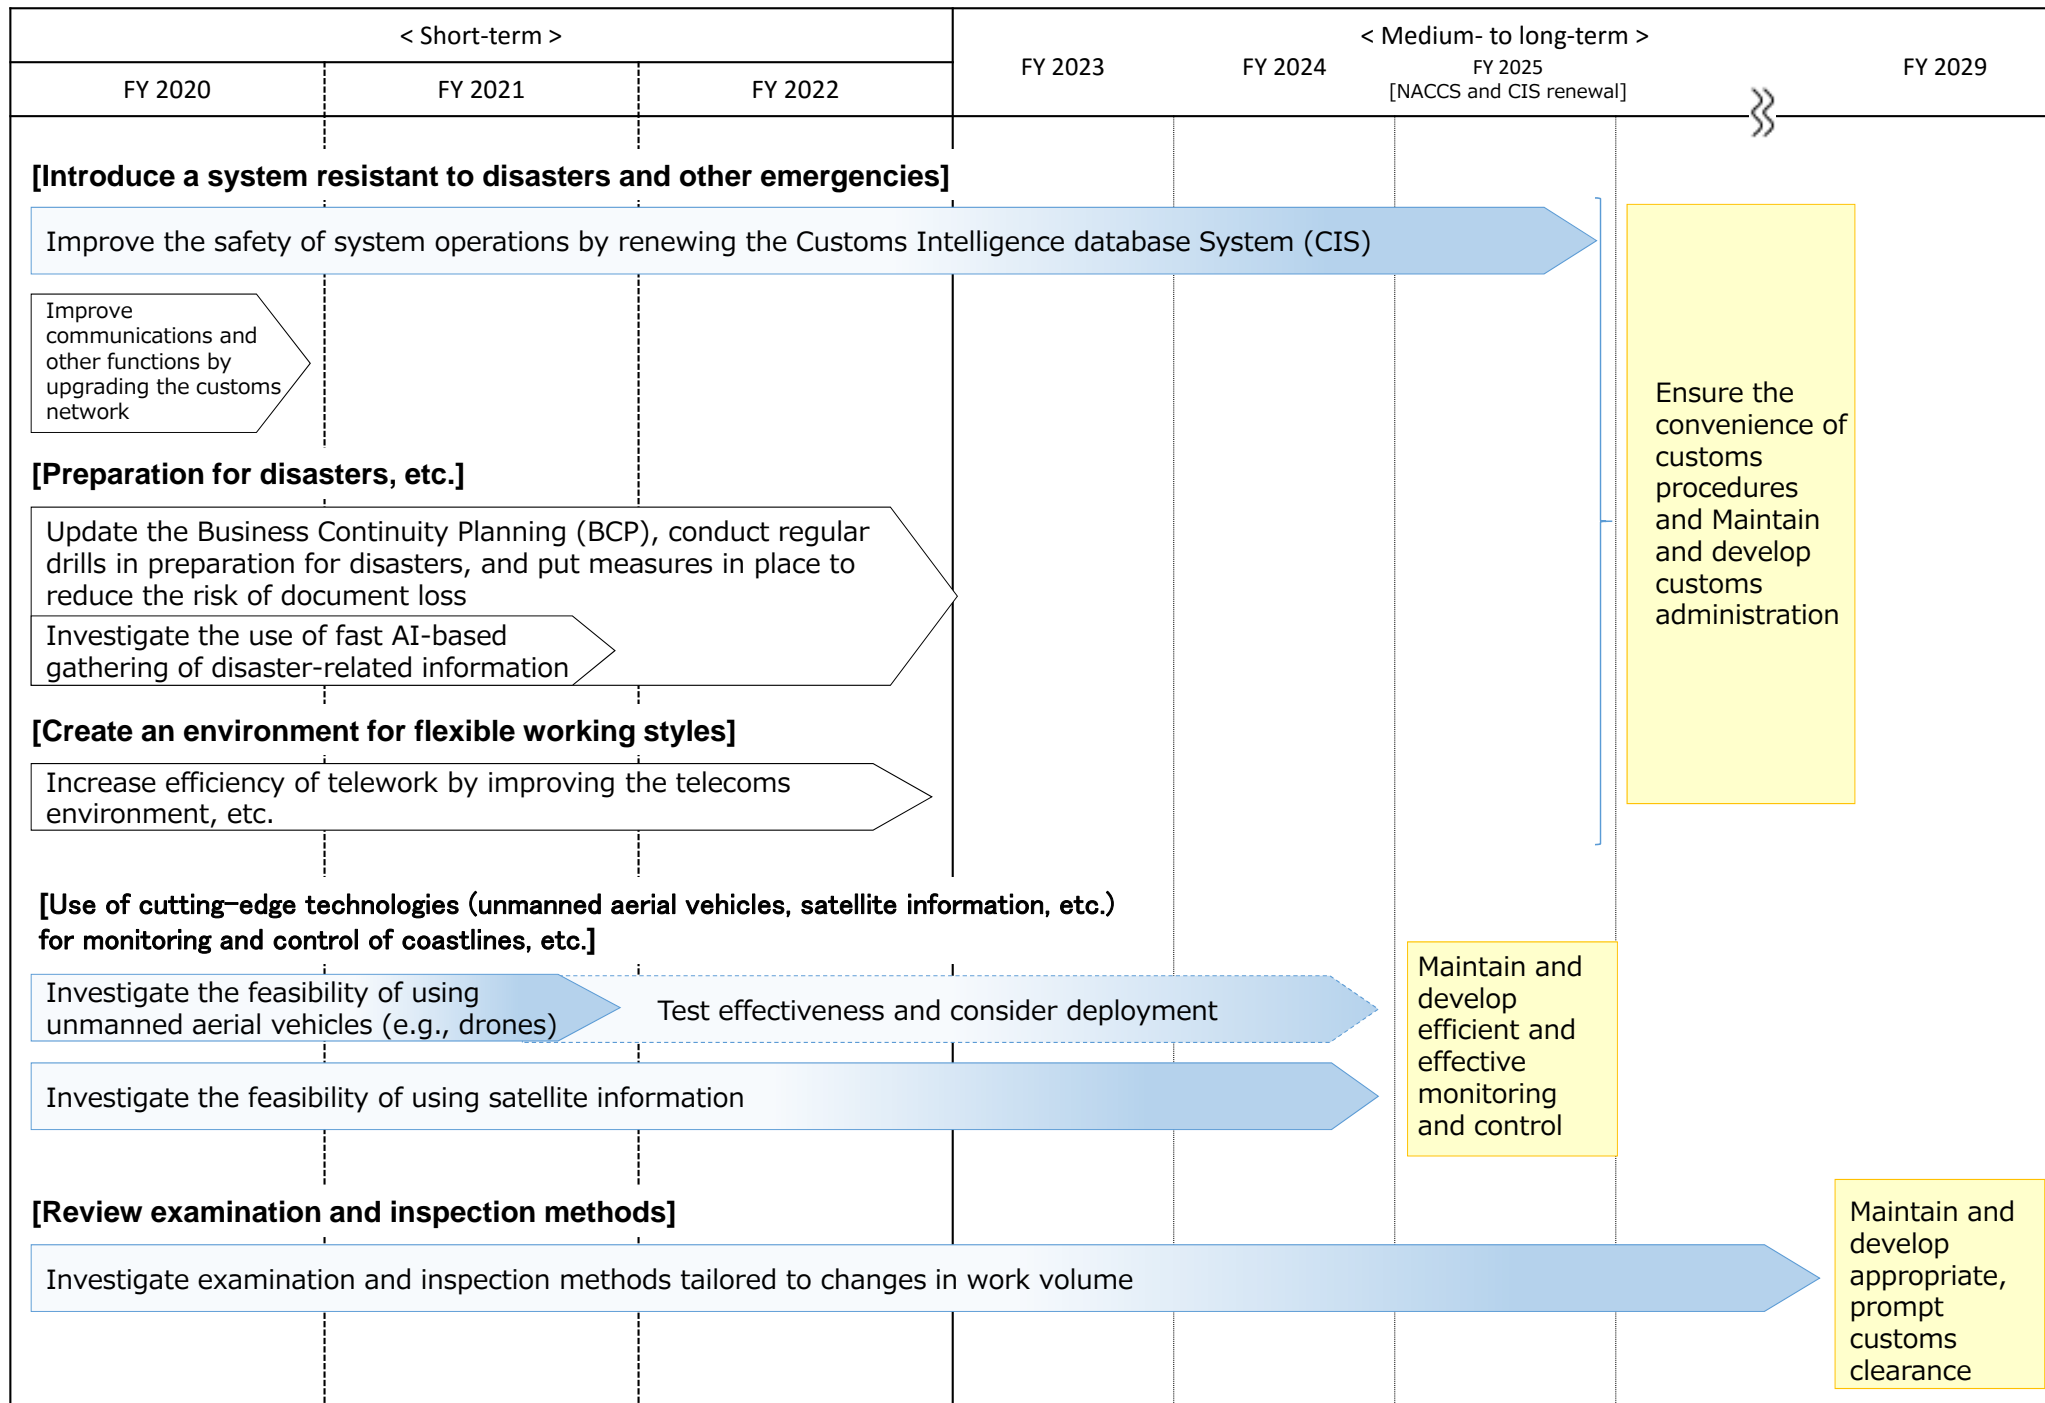 < Short-term >
< Medium- to long-term >
FY 2020
FY 2021
FY 2022
FY 2023
FY 2024
FY 2025
[NACCS and CIS renewal]
FY 2029
[Introduce a system resistant to disasters and other emergencies]
Improve the safety of system operations by renewing the Customs Intelligence database System (CIS)
Improve
communications and
other functions by
upgrading the customs
network
[Preparation for disasters, etc.]
Update the Business Continuity Planning (BCP), conduct regular
drills in preparation for disasters, and put measures in place to
reduce the risk of document loss
Investigate the use of fast AI-based
gathering of disaster-related information
[Create an environment for flexible working styles]
Increase efficiency of telework by improving the telecoms
environment, etc.
Ensure the
convenience of
customs
procedures
and Maintain
and develop
customs
administration
[Use of cutting-edge technologies (unmanned aerial vehicles, satellite information, etc.)
for monitoring and control of coastlines, etc.]
Investigate the feasibility of using
unmanned aerial vehicles (e.g., drones)
Test effectiveness and consider deployment
Investigate the feasibility of using satellite information
Maintain and
develop
efficient and
effective
monitoring
and control
[Review examination and inspection methods]
Investigate examination and inspection methods tailored to changes in work volume
Maintain and
develop
appropriate,
prompt
customs
clearance